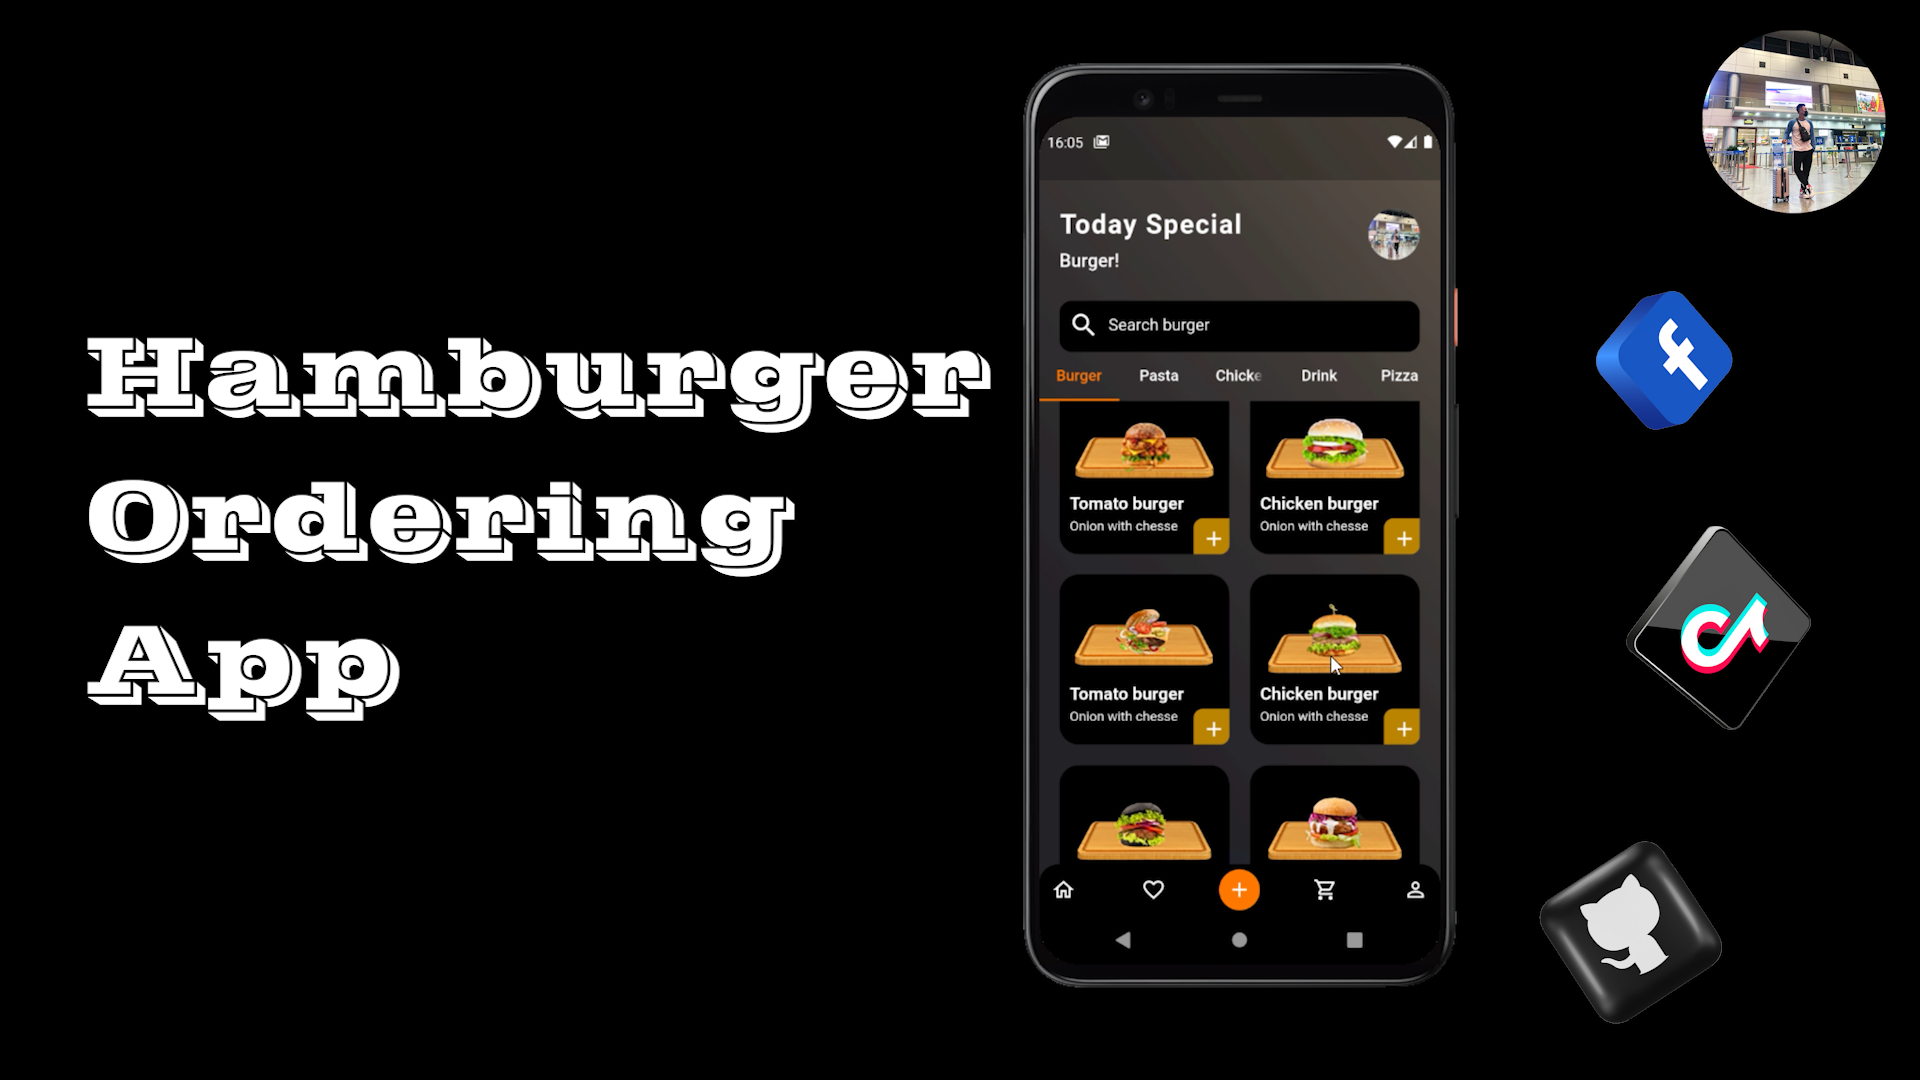 Hamburger
Ordering
App
16:05
Today Special
Burger!
Search burger
Burger Pasta Chicke Drink Pizza
Tomato burger Chicken burger
Onion with chesse Onion with chesse
Tomato burger Chicken burger
Onion with chesse Onion with chesse